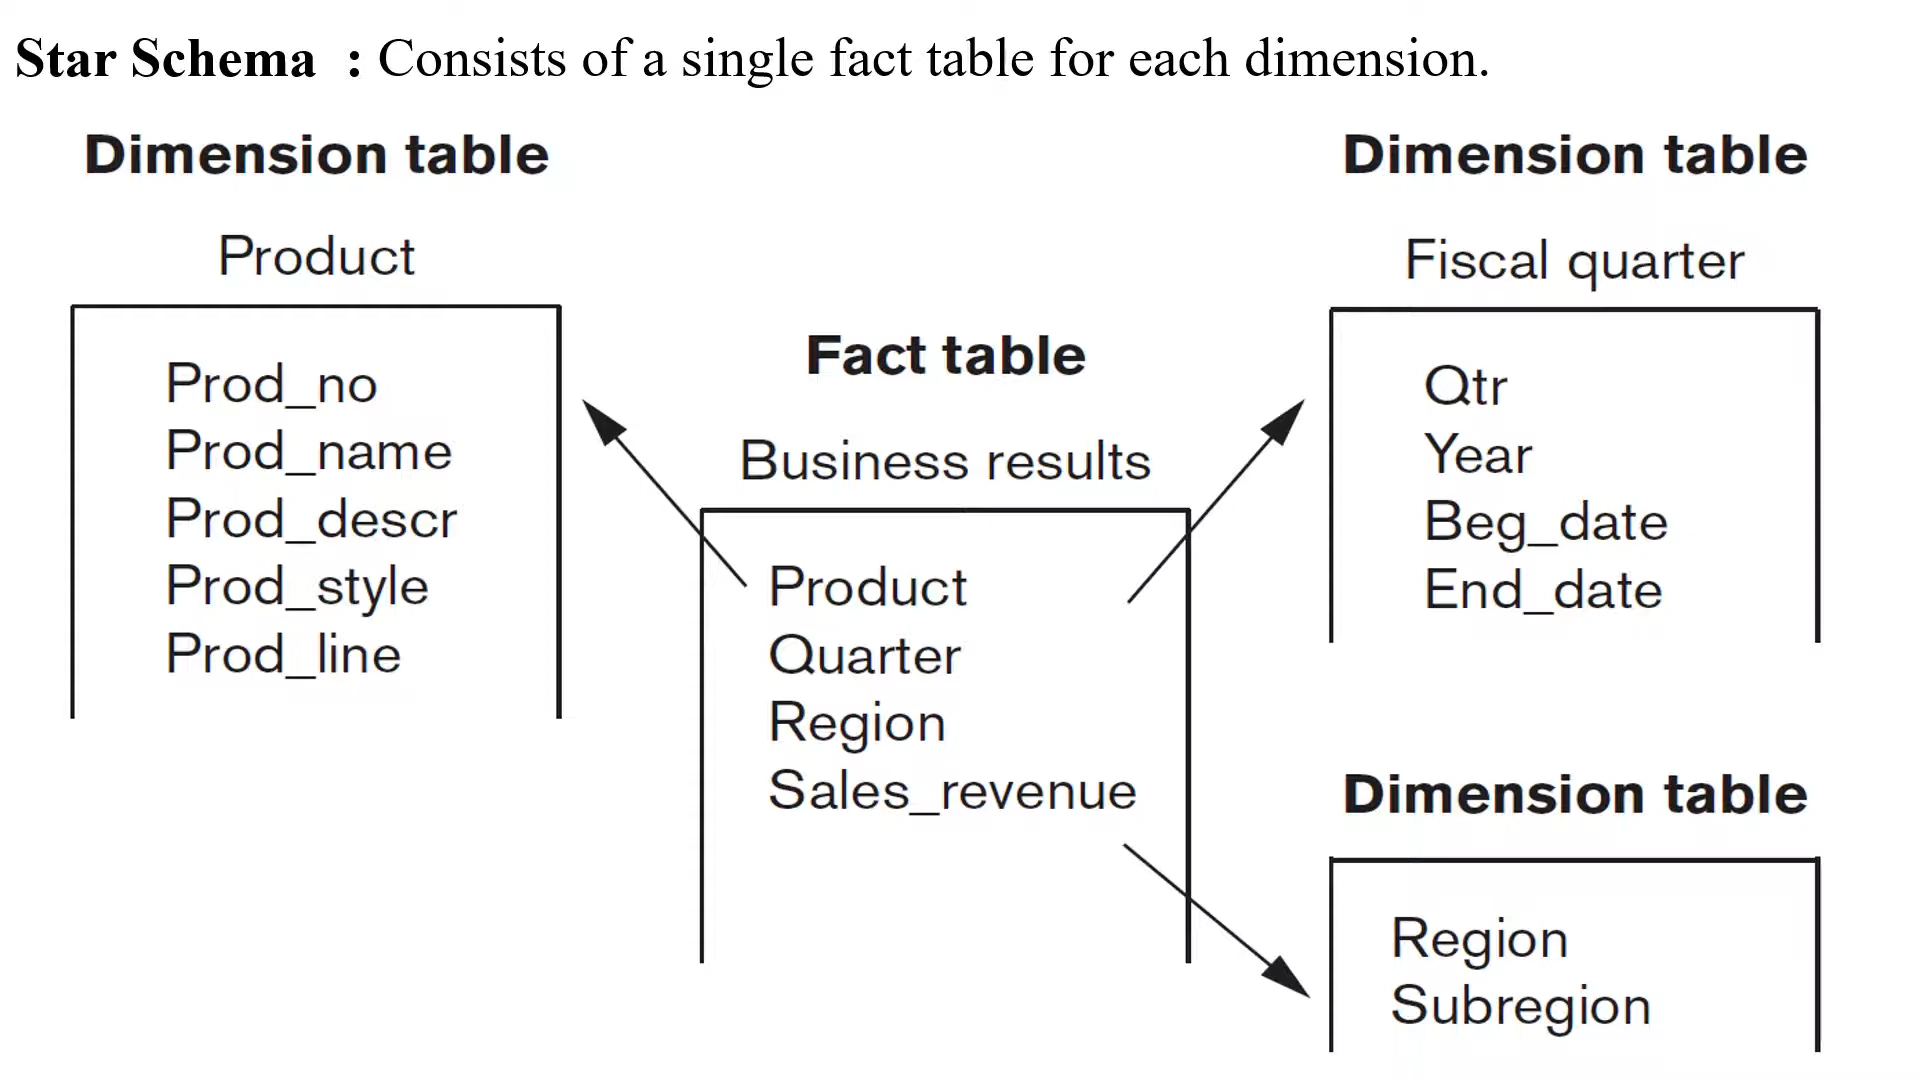 Star Schema : Consists of a single fact table for each dimension.
Dimension table
Product
Prod_no
Prod_name
Prod_descr
Prod_style
Prod_line
Fact table
Business results
Product
Quarter
Region
Sales_revenue
Dimension table
Fiscal quarter
Qtr
Year
Beg_date
End_date
Dimension table
Region
Subregion